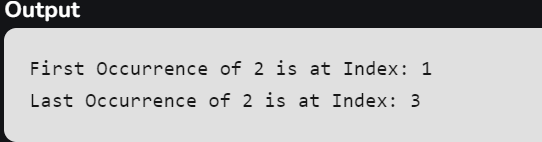 Output
First Occurrence of 2 is at Index: 1
Last Occurrence of 2 is at Index: 3